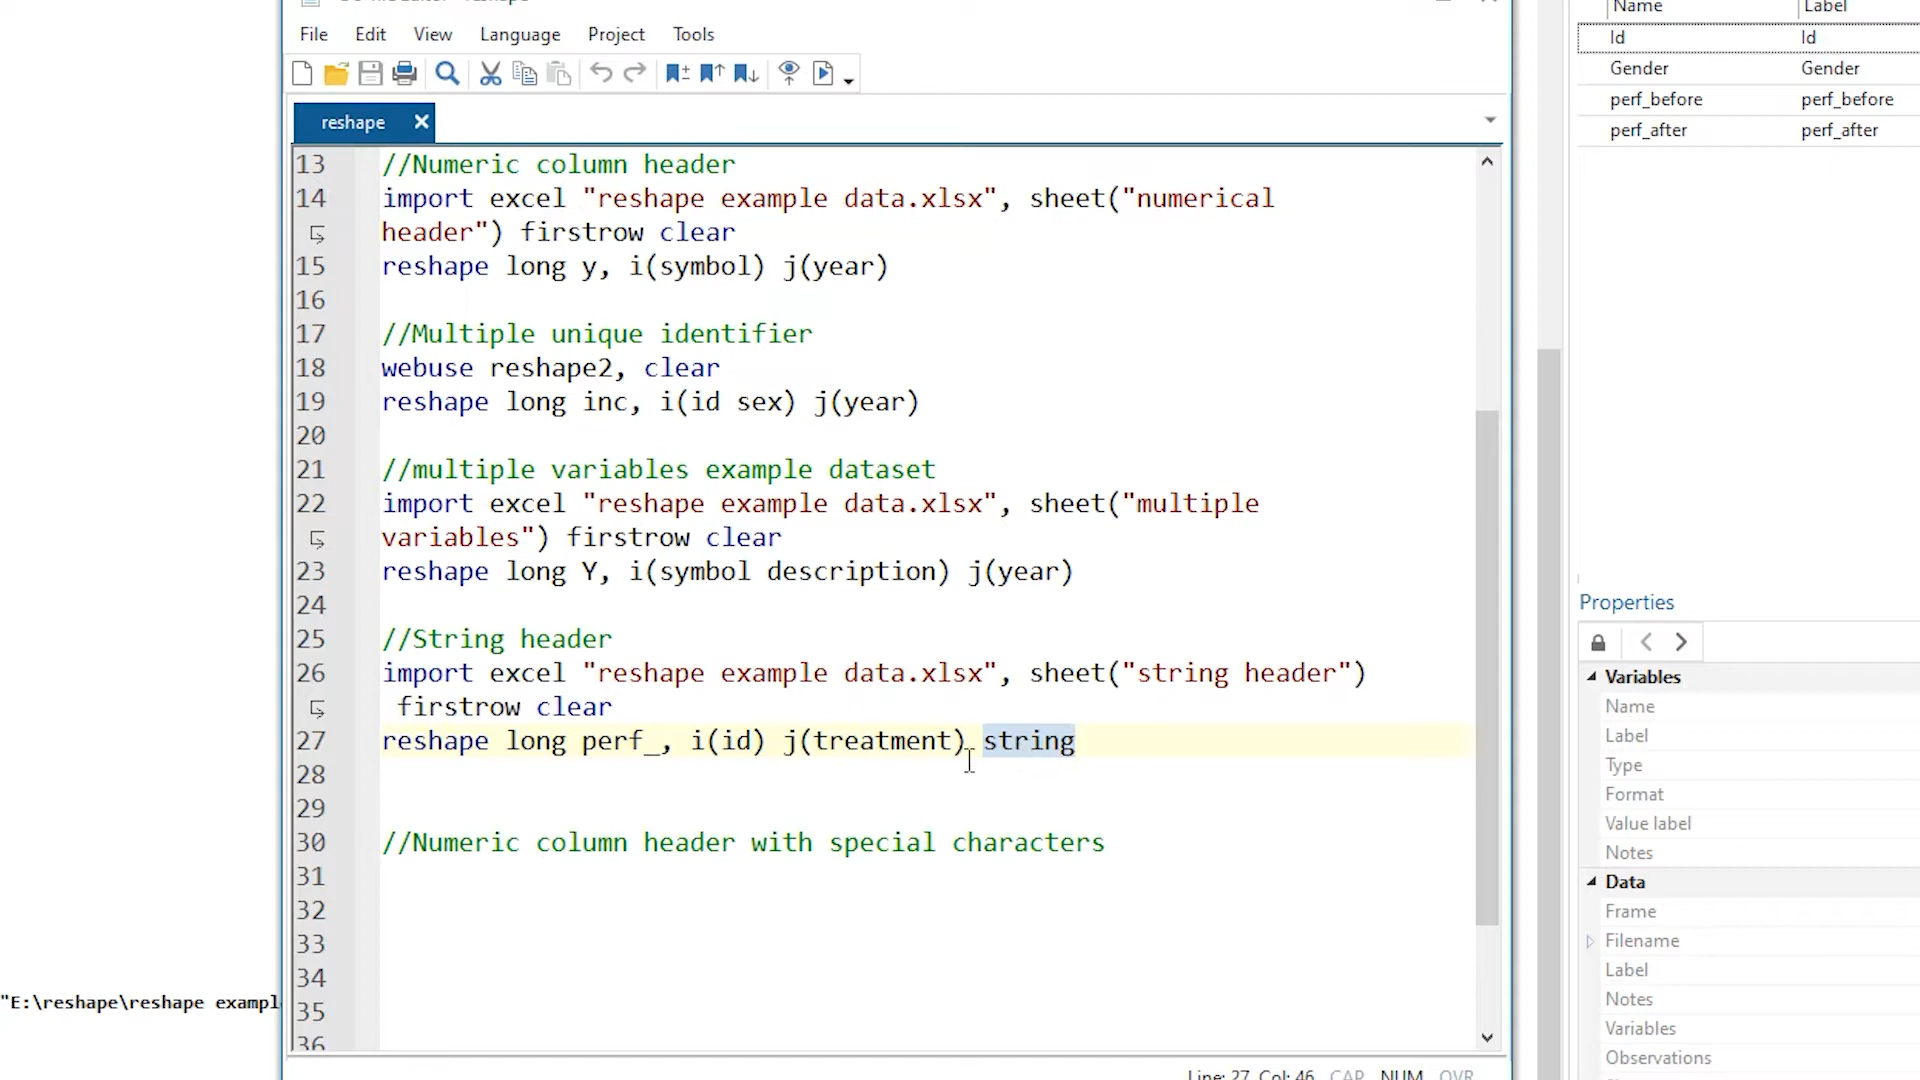 File Edit View Language Project Tools
reshape
13 //Numeric column header
14 import excel "reshape example data.xlsx", sheet("numerical
header") firstrow clear
15 reshape long y, i(symbol) j(year)
16
17 //Multiple unique identifier
18 webuse reshape2, clear
19 reshape long inc, i(id sex) j(year)
20
21 //multiple variables example dataset
22 import excel "reshape example data.xlsx", sheet("multiple
variables") firstrow clear
23 reshape long Y, i(symbol description) j(year)
24
25 //String header
26 import excel "reshape example data.xlsx", sheet("string header")
firstrow clear
27 reshape long perf_, i(id) j(treatment) string
28
29
30 //Numeric column header with special characters
31
32
33
34
35
36
Line: 27, Col: 46 CAP NUM OVR
"E:\reshape\reshape exampl
Name Label
Id Id
Gender Gender
perf_before perf_before
perf_after perf_after
Properties
Variables
Name
Label
Type
Format
Value label
Notes
Data
Frame
Filename
Label
Notes
Variables
Observations